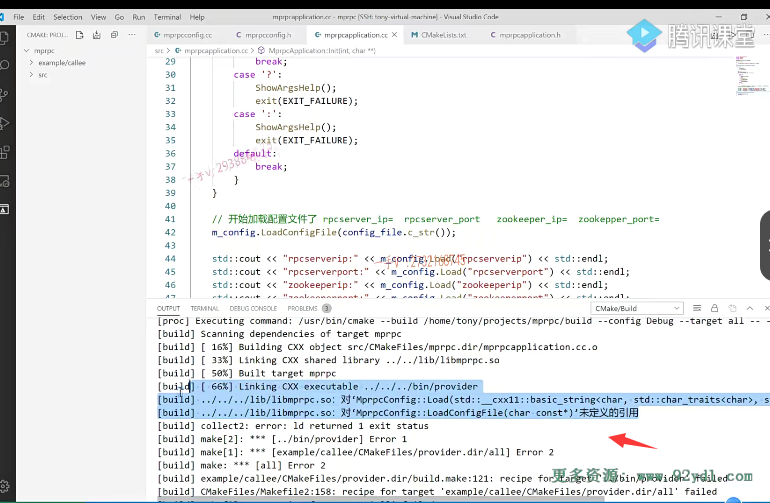 File Edit Selection View Go Run Terminal Help
mprpcapplication.cc - mprpc [SSH: tony-virtual-machine] - Visual Studio Code
CMAKE: PROJ...
mprpcconfig.cc
mprpcconfig.h
mprpcapplication.cc
CMakeLists.txt
mprpcapplication.h
腾讯课堂
mprpc
example/callee
src
src > mprpcapplication.cc > MprpcApplication::Init(int, char **)
29 break;
30 case '?':
31 ShowArgsHelp();
32 exit(EXIT_FAILURE);
33 case ':':
34 ShowArgsHelp();
35 exit(EXIT_FAILURE);
36 default:
37 break;
38 }
39 }
40
41 // 开始加载配置文件了 rpcserver_ip= rpcserver_port zookeeper_ip= zookepper_port=
42 m_config.LoadConfigFile(config_file.c_str());
43
44 std::cout << "rpcserverip:" << m_config.Load("rpcserverip") << std::endl;
45 std::cout << "rpcserverport:" << m_config.Load("rpcserverport") << std::endl;
46 std::cout << "zookeeperip:" << m_config.Load("zookeeperip") << std::endl;
47 std::cout << "zookeeperport:" << m_config.Load("zookeeperport") << std::endl;
OUTPUT TERMINAL DEBUG CONSOLE PROBLEMS 3
CMake/Build
[proc] Executing command: /usr/bin/cmake --build /home/tony/projects/mprpc/build --config Debug --target all -- -
[build] Scanning dependencies of target mprpc
[build] [ 16%] Building CXX object src/CMakeFiles/mprpc.dir/mprpcapplication.cc.o
[build] [ 33%] Linking CXX shared library ../../lib/libmprpc.so
[build] [ 50%] Built target mprpc
[build] [ 66%] Linking CXX executable ../../../bin/provider
[build] ../../../lib/libmprpc.so：对‘MprpcConfig::Load(std::__cxx11::basic_string<char, std::char_traits<char>, s
[build] ../../../lib/libmprpc.so：对‘MprpcConfig::LoadConfigFile(char const*)’未定义的引用
[build] collect2: error: ld returned 1 exit status
[build] make[2]: *** [../bin/provider] Error 1
[build] make[1]: *** [example/callee/CMakeFiles/provider.dir/all] Error 2
[build] make: *** [all] Error 2
[build] example/callee/CMakeFiles/provider.dir/build.make:121: recipe for target '../bin/provider' failed
[build] CMakeFiles/Makefile2:158: recipe for target 'example/callee/CMakeFiles/provider.dir/all' failed
更多资源：